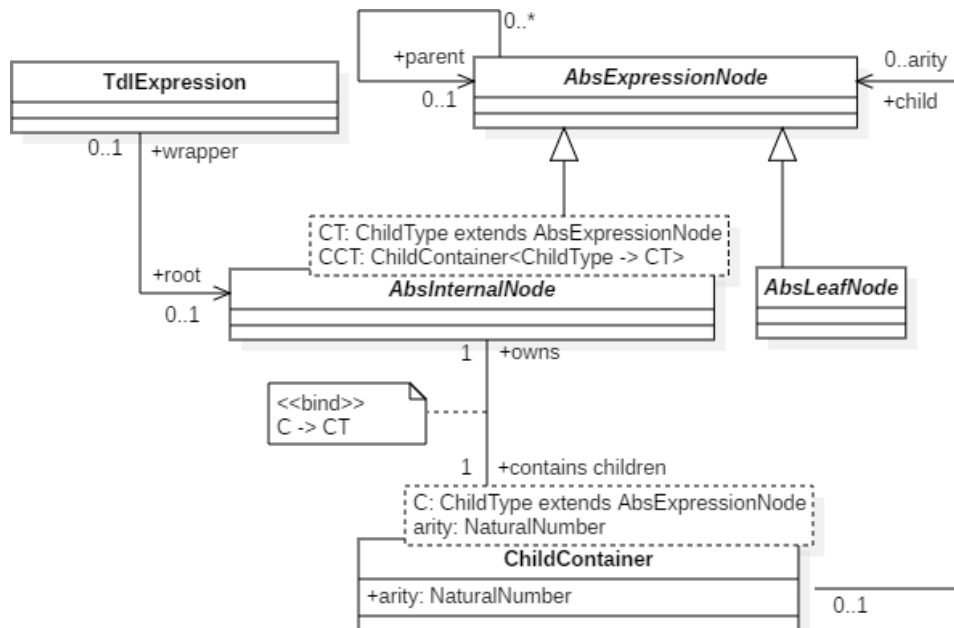 0..*
+parent
0..1
AbsExpressionNode
0..arity
+child
TdlExpression
0..1
+wrapper
CT: ChildType extends AbsExpressionNode
CCT: ChildContainer<ChildType -> CT>
+root
0..1
AbsInternalNode
AbsLeafNode
1
+owns
<<bind>>
C -> CT
1
+contains children
C: ChildType extends AbsExpressionNode
arity: NaturalNumber
ChildContainer
+arity: NaturalNumber
0..1